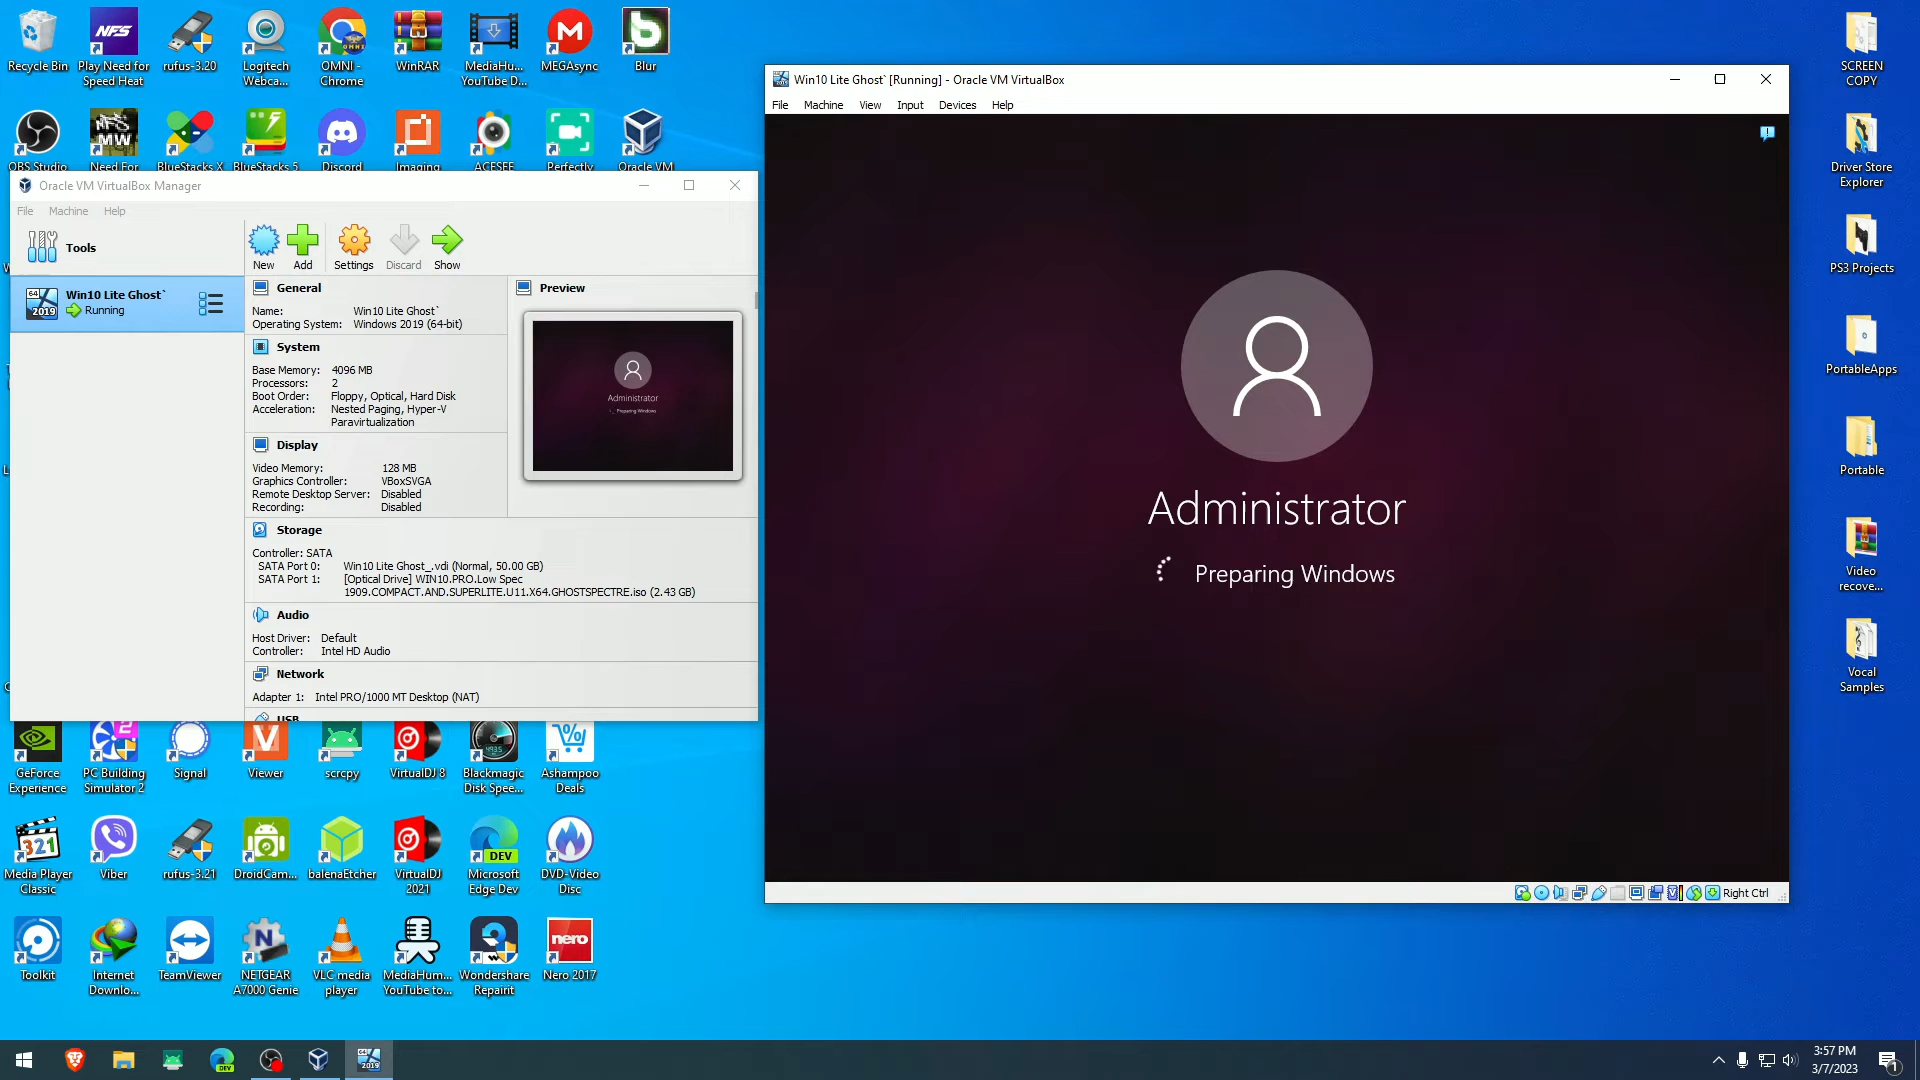 Recycle Bin
Play Need for
Speed Heat
rufus-3.20
Logitech
Webca...
OMNI -
Chrome
WinRAR
MediaHu...
YouTube D...
MEGAsync
Blur
OBS Studio
Need For
BlueStacks X
BlueStacks 5
Discord
Imaging
ACESEE
Perfectly
Oracle VM
Oracle VM VirtualBox Manager
File
Machine
Help
Tools
New
Add
Settings
Discard
Show
Win10 Lite Ghost`
Running
General
Name: Win10 Lite Ghost`
Operating System: Windows 2019 (64-bit)
System
Base Memory: 4096 MB
Processors: 2
Boot Order: Floppy, Optical, Hard Disk
Acceleration: Nested Paging, Hyper-V
Paravirtualization
Display
Video Memory: 128 MB
Graphics Controller: VBoxSVGA
Remote Desktop Server: Disabled
Recording: Disabled
Storage
Controller: SATA
SATA Port 0: Win10 Lite Ghost_.vdi (Normal, 50.00 GB)
SATA Port 1: [Optical Drive] WIN10.PRO.Low Spec
1909.COMPACT.AND.SUPERLITE.U11.X64.GHOSTSPECTRE.iso (2.43 GB)
Audio
Host Driver: Default
Controller: Intel HD Audio
Network
Adapter 1: Intel PRO/1000 MT Desktop (NAT)
USB
Preview
Administrator
Preparing Windows
Win10 Lite Ghost` [Running] - Oracle VM VirtualBox
File
Machine
View
Input
Devices
Help
Administrator
Preparing Windows
Right Ctrl
SCREEN
COPY
Driver Store
Explorer
PS3 Projects
PortableApps
Portable
Video
recove...
Vocal
Samples
GeForce
Experience
PC Building
Simulator 2
Signal
Viewer
scrcpy
VirtualDJ 8
Blackmagic
Disk Spee...
Ashampoo
Deals
Media Player
Classic
Viber
rufus-3.21
DroidCam...
balenaEtcher
VirtualDJ
2021
Microsoft
Edge Dev
DVD-Video
Disc
Toolkit
Internet
Downlo...
TeamViewer
NETGEAR
A7000 Genie
VLC media
player
MediaHum...
YouTube to...
Wondershare
Repairit
Nero 2017
3:57 PM
3/7/2023